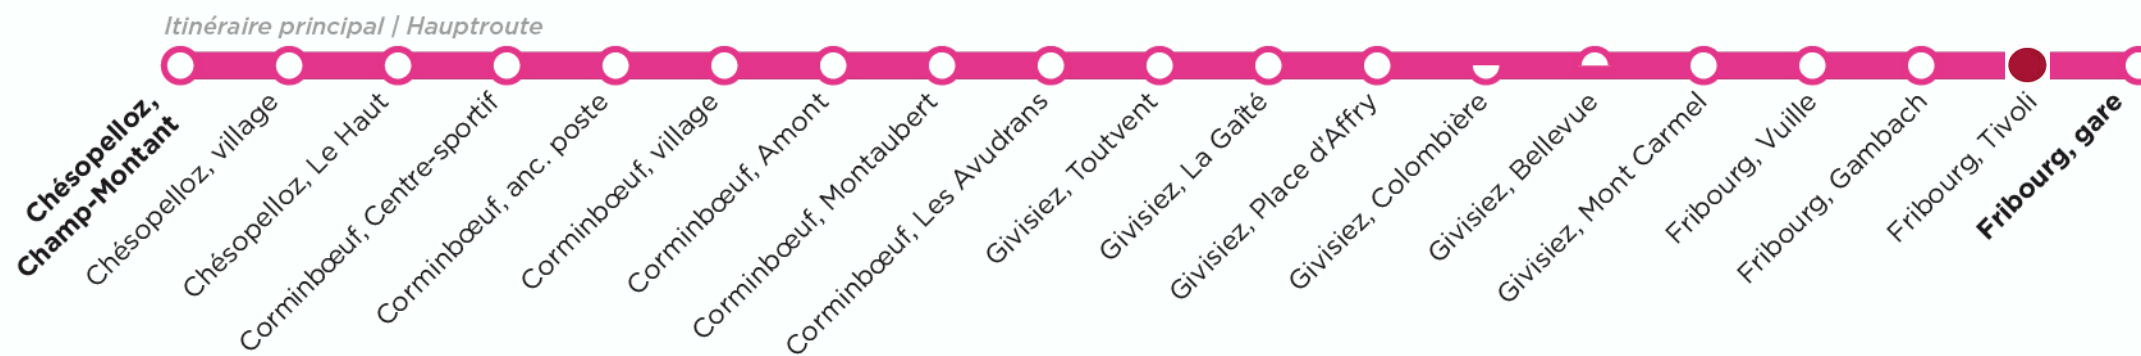 Itinéraire principal | Hauptroute
Chésopelloz,
Champ-Montant
Chésopelloz, village
Chésopelloz, Le Haut
Corminbœuf, Centre-sportif
Corminbœuf, anc. poste
Corminbœuf, village
Corminbœuf, Amont
Corminbœuf, Montaubert
Corminbœuf, Les Avudrans
Givisiez, Toutvent
Givisiez, La Gaîté
Givisiez, Place d'Affry
Givisiez, Colombière
Givisiez, Bellevue
Givisiez, Mont Carmel
Fribourg, Vuille
Fribourg, Gambach
Fribourg, Tivoli
Fribourg, gare